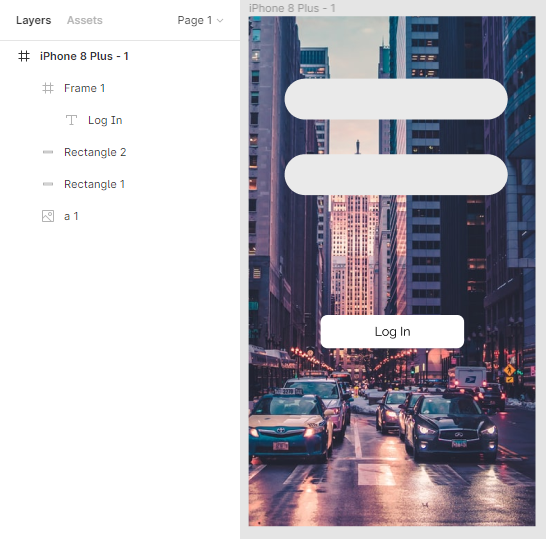 Layers
Assets
Page 1
iPhone 8 Plus - 1
Frame 1
Log In
Rectangle 2
Rectangle 1
a 1
iPhone 8 Plus - 1
Log In